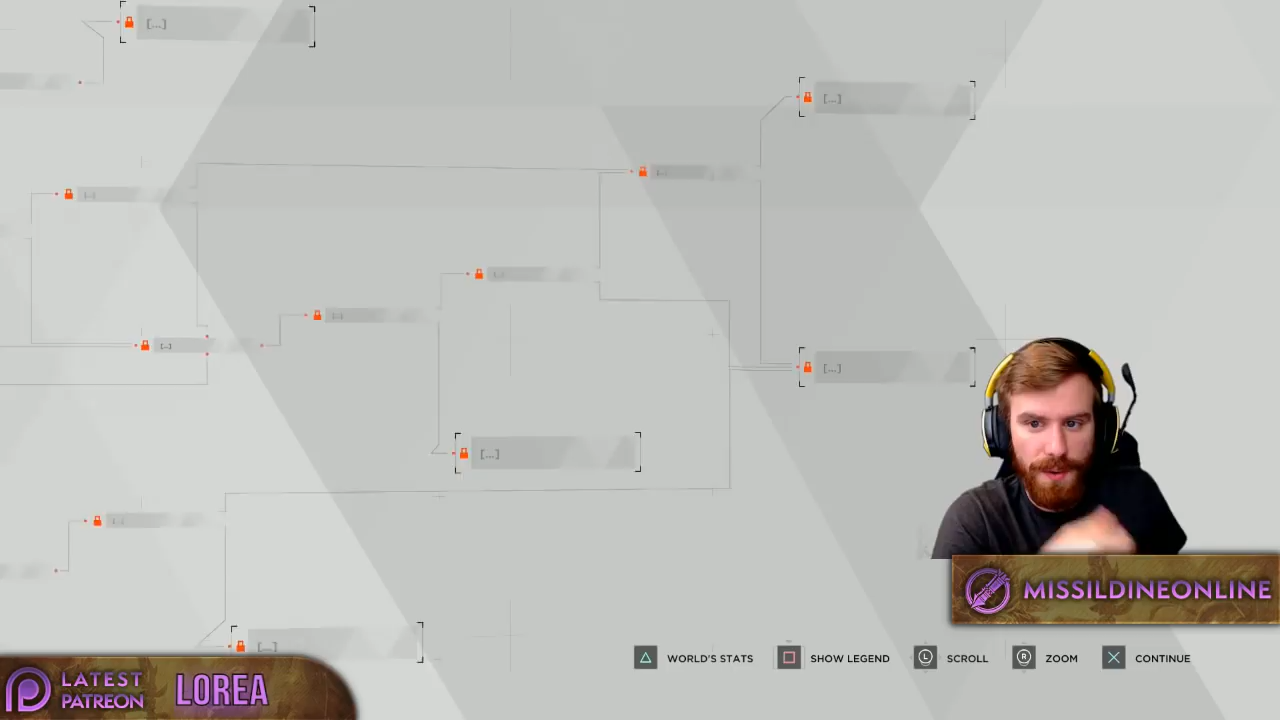 [...]
[...]
[...]
[...]
[...]
[...]
[...]
[...]
[...]
[...]
[...]
MISSILDINEONLINE
WORLD'S STATS
SHOW LEGEND
L
SCROLL
R
ZOOM
CONTINUE
LATEST
PATREON
LOREA